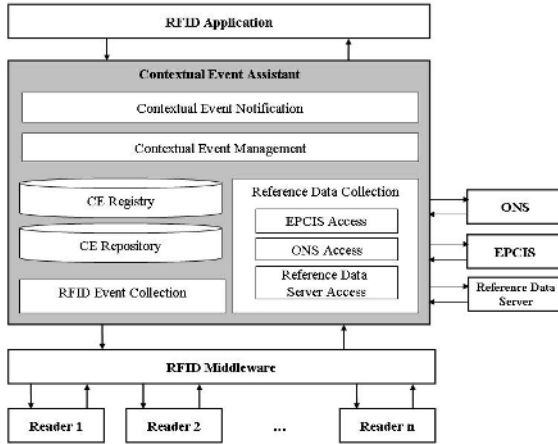 RFID Application
Contextual Event Assistant
Contextual Event Notification
Contextual Event Management
CE Registry
CE Repository
RFID Event Collection
Reference Data Collection
EPCIS Access
ONS Access
Reference Data
Server Access
ONS
EPCIS
Reference Data
Server
RFID Middleware
Reader 1
Reader 2
...
Reader n